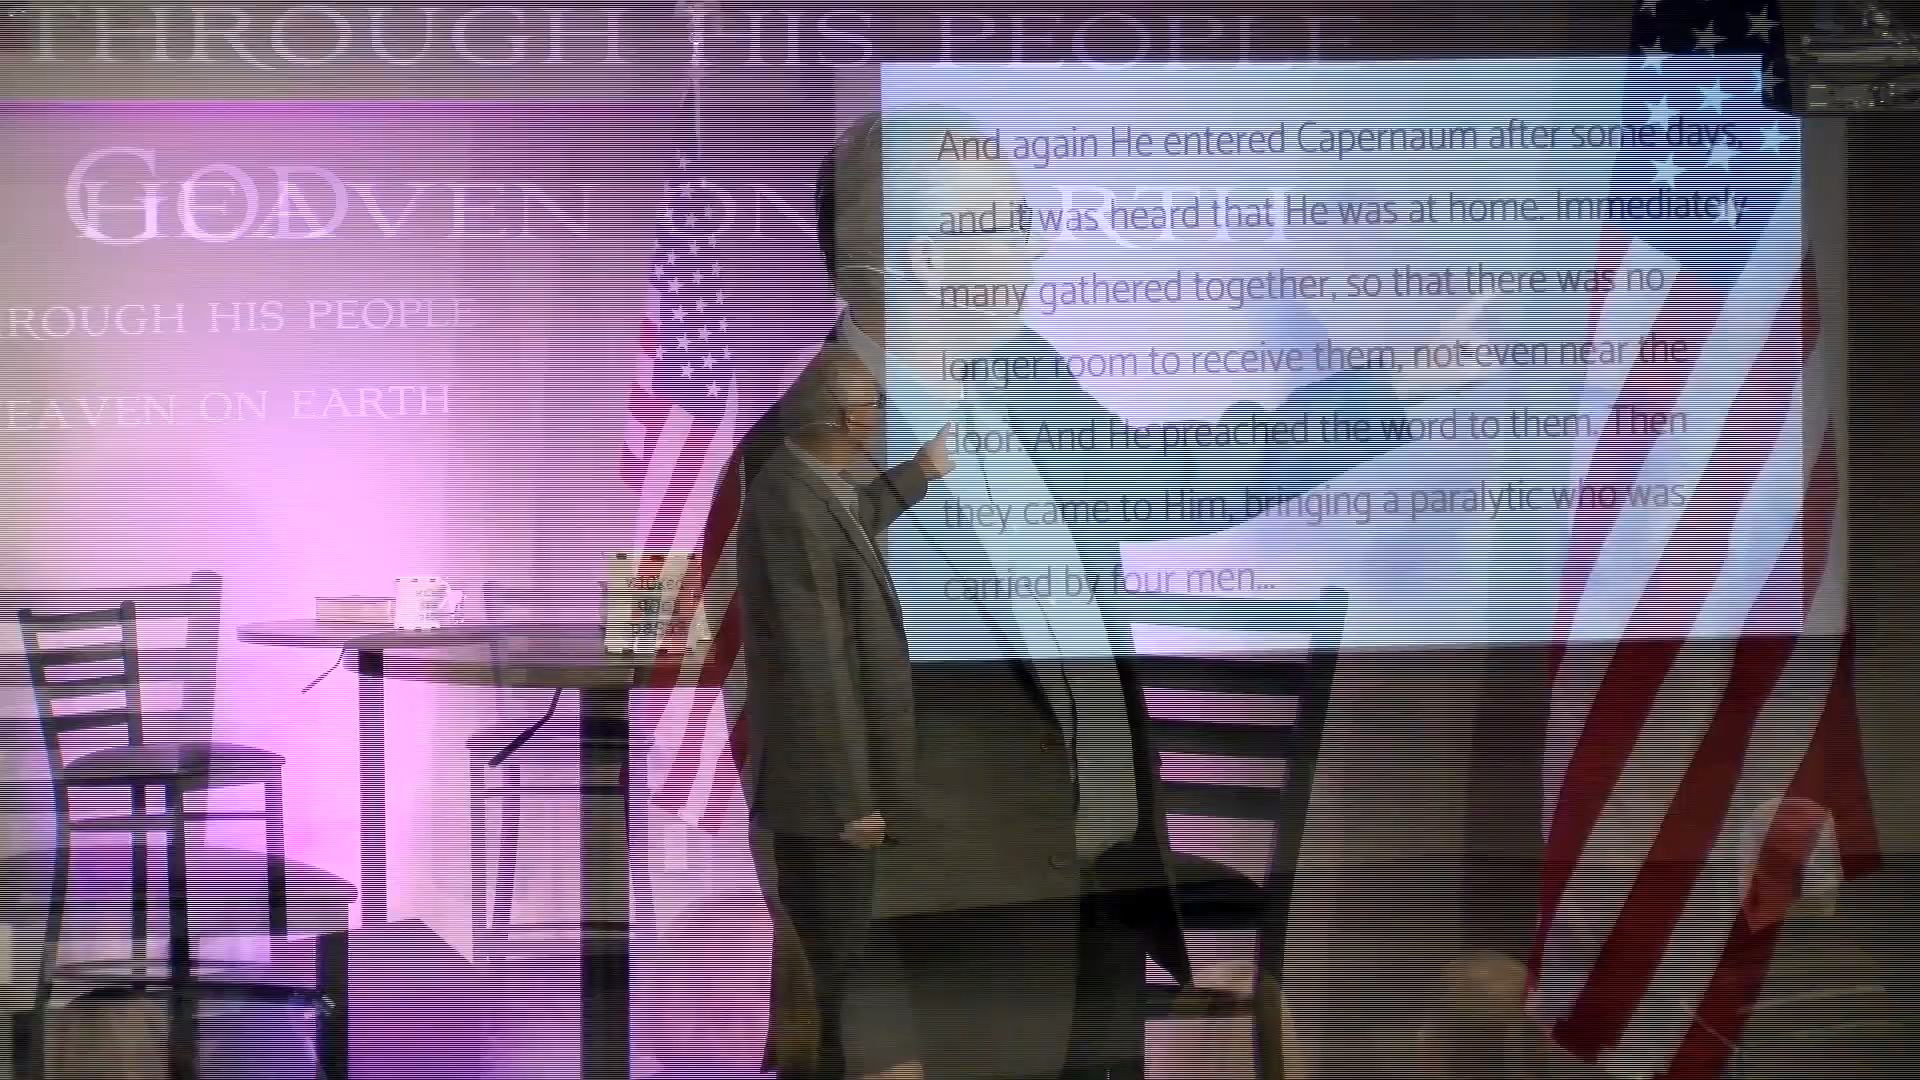 THROUGH HIS PEOPLE
GOD
HEAVEN ON EARTH
ROUGH HIS PEOPLE
EAVEN ON EARTH
And again He entered Capernaum after some days,
and it was heard that He was at home. Immediately
many gathered together, so that there was no
longer room to receive them, not even near the
door. And He preached the word to them. Then
they came to Him, bringing a paralytic who was
carried by four men...